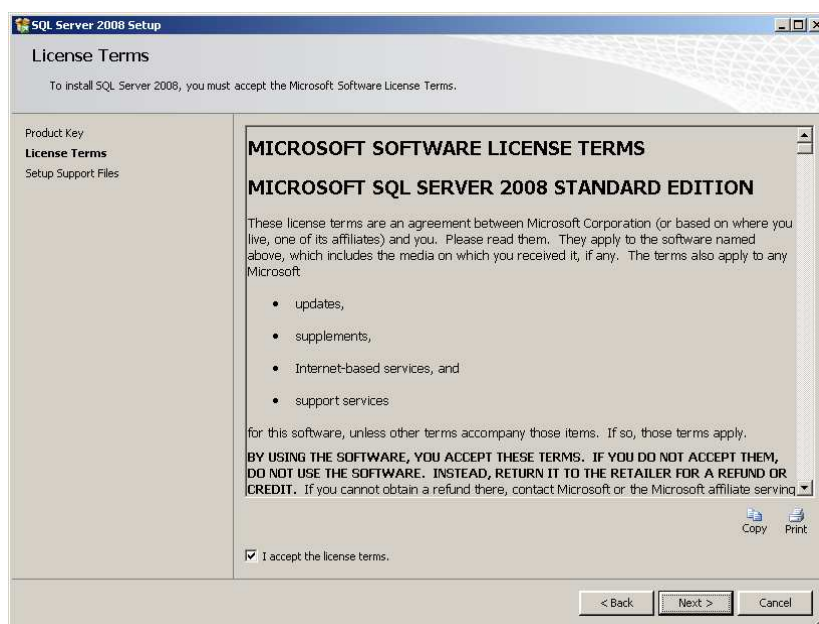 SQL Server 2008 Setup
License Terms
To install SQL Server 2008, you must accept the Microsoft Software License Terms.
Product Key
License Terms
Setup Support Files
MICROSOFT SOFTWARE LICENSE TERMS
MICROSOFT SQL SERVER 2008 STANDARD EDITION
These license terms are an agreement between Microsoft Corporation (or based on where you
live, one of its affiliates) and you. Please read them. They apply to the software named
above, which includes the media on which you received it, if any. The terms also apply to any
Microsoft
• updates,
• supplements,
• Internet-based services, and
• support services
for this software, unless other terms accompany those items. If so, those terms apply.
BY USING THE SOFTWARE, YOU ACCEPT THESE TERMS. IF YOU DO NOT ACCEPT THEM,
DO NOT USE THE SOFTWARE. INSTEAD, RETURN IT TO THE RETAILER FOR A REFUND OR
CREDIT. If you cannot obtain a refund there, contact Microsoft or the Microsoft affiliate serving
Copy Print
I accept the license terms.
< Back Next > Cancel